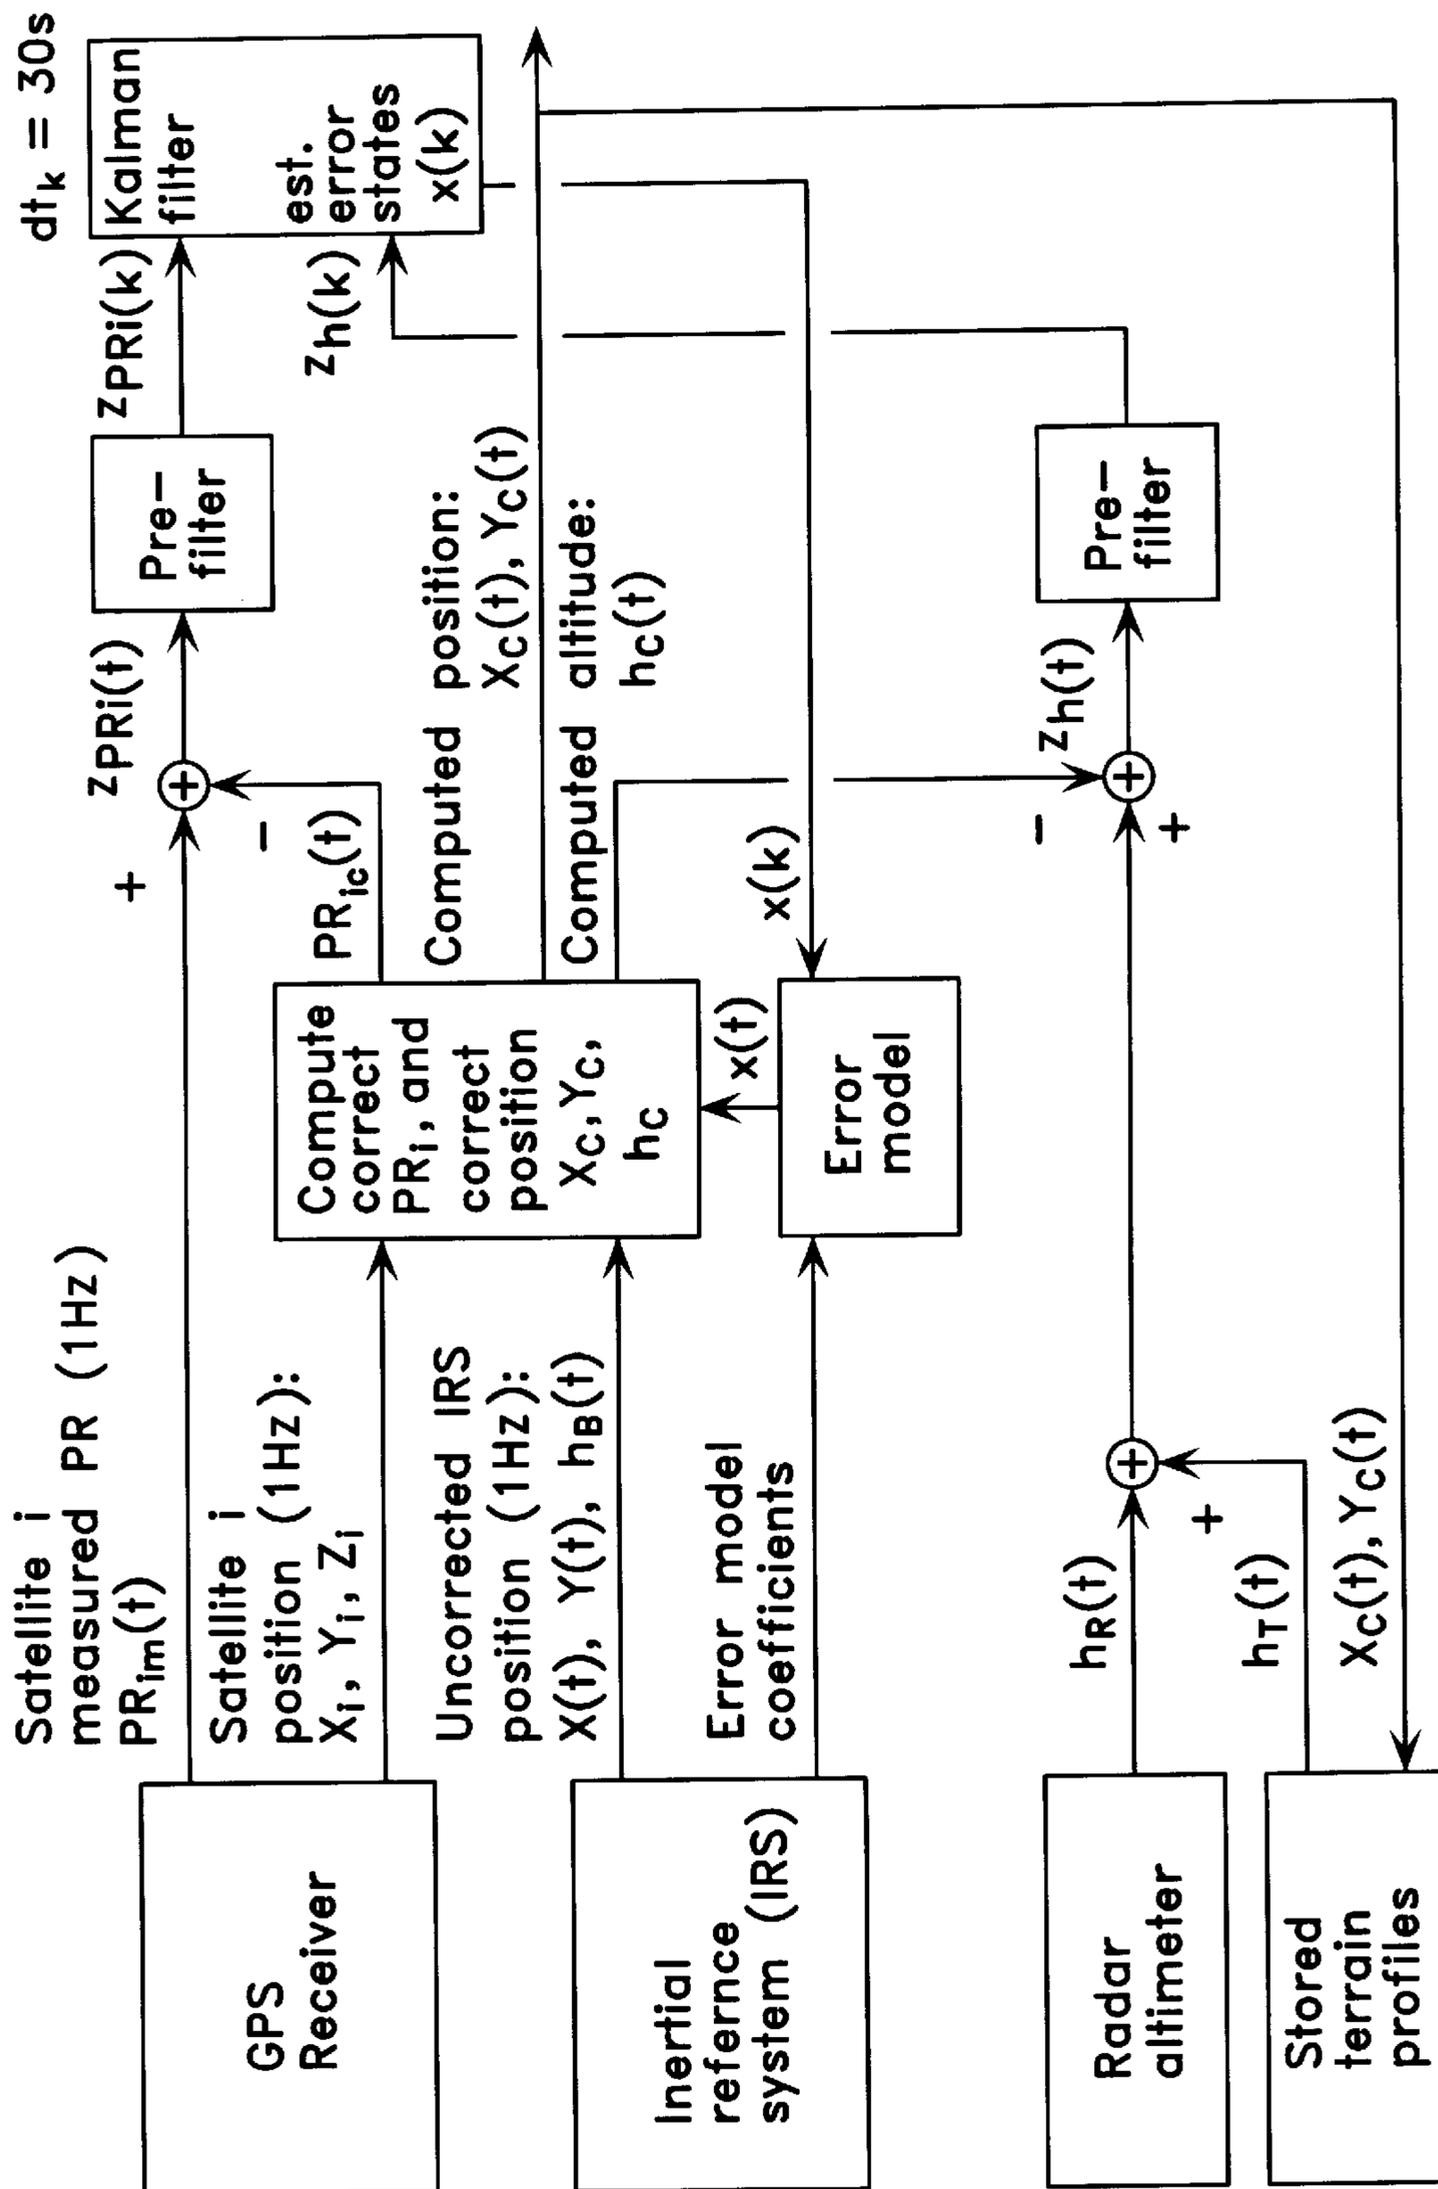 Satellite i
measured PR (1Hz)
PRim(t)
Satellite i
position (1Hz):
Xi, Yi, Zi
Uncorrected IRS
position (1Hz):
X(t), Y(t), hB(t)
Error model
coefficients
GPS
Receiver
Inertial
refernce
system (IRS)
Radar
altimeter
Stored
terrain
profiles
hR(t)
hT(t)
+
XC(t), YC(t)
+
+
+
−
Compute
correct
PRi, and
correct
position
XC, YC,
hC
x(t)
Error
model
x(k)
PRic(t)
Computed position:
XC(t), YC(t)
Computed altitude:
hC(t)
−
+
+
zPRi(t)
zh(t)
Pre-
filter
Pre-
filter
zPRi(k)
zh(k)
dtk = 30s
Kalman
filter
est.
error
states
x(k)